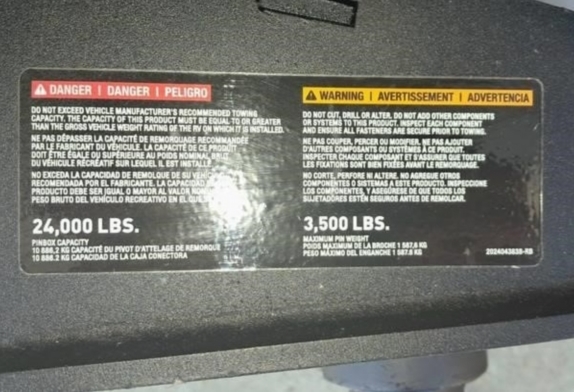 DANGER | DANGER | PELIGRO
DO NOT EXCEED VEHICLE MANUFACTURER'S RECOMMENDED TOWING
CAPACITY. THE CAPACITY OF THIS PRODUCT MUST BE EQUAL TO OR GREATER
THAN THE GROSS VEHICLE WEIGHT RATING OF THE RV ON WHICH IT IS INSTALLED.
NE PAS DÉPASSER LA CAPACITÉ DE REMORQUAGE RECOMMANDÉE
PAR LE FABRICANT DU VÉHICULE. LA CAPACITÉ DE CE PRODUIT
DOIT ÊTRE ÉGALE OU SUPÉRIEURE AU POIDS NOMINAL BRUT
DU VÉHICULE RÉCRÉATIF SUR LEQUEL IL EST INSTALLÉ.
NO EXCEDA LA CAPACIDAD DE REMOLQUE DE SU
RECOMENDADA POR EL FABRICANTE. LA CAPACIDAD
PRODUCTO DEBE SER IGUAL O MAYOR AL VALOR
PESO BRUTO DEL VEHÍCULO RECREATIVO EN EL
24,000 LBS.
PINBOX CAPACITY
10 886,2 KG CAPACITÉ DU PIVOT D'ATTELAGE DE REMORQUE
10 886.2 KG CAPACIDAD DE LA CAJA CONECTORA
WARNING | AVERTISSEMENT | ADVERTENCIA
DO NOT CUT, DRILL OR ALTER. DO NOT ADD OTHER COMPONENTS
OR SYSTEMS TO THIS PRODUCT. INSPECT EACH COMPONENT
AND ENSURE ALL FASTENERS ARE SECURE PRIOR TO TOWING.
NE PAS COUPER, PERCER OU MODIFIER. NE PAS AJOUTER
D'AUTRES COMPOSANTS OU SYSTÈMES À CE PRODUIT.
INSPECTER CHAQUE COMPOSANT ET S'ASSURER QUE TOUTES
LES FIXATIONS SONT BIEN FIXÉES AVANT LE REMORQUAGE.
NO CORTE, PERFORE NI ALTERE. NO AGREGUE OTROS
COMPONENTES O SISTEMAS A ESTE PRODUCTO. INSPECCIONE
LOS COMPONENTES, Y ASEGÚRESE DE QUE TODOS LOS
SUJETADORES ESTÉN SEGUROS ANTES DE REMOLCAR.
3,500 LBS.
MAXIMUM PIN WEIGHT
POIDS MAXIMUM DE LA BROCHE 1 587,6 KG
PESO MÁXIMO DEL ENGANCHE 1 587.6 KG